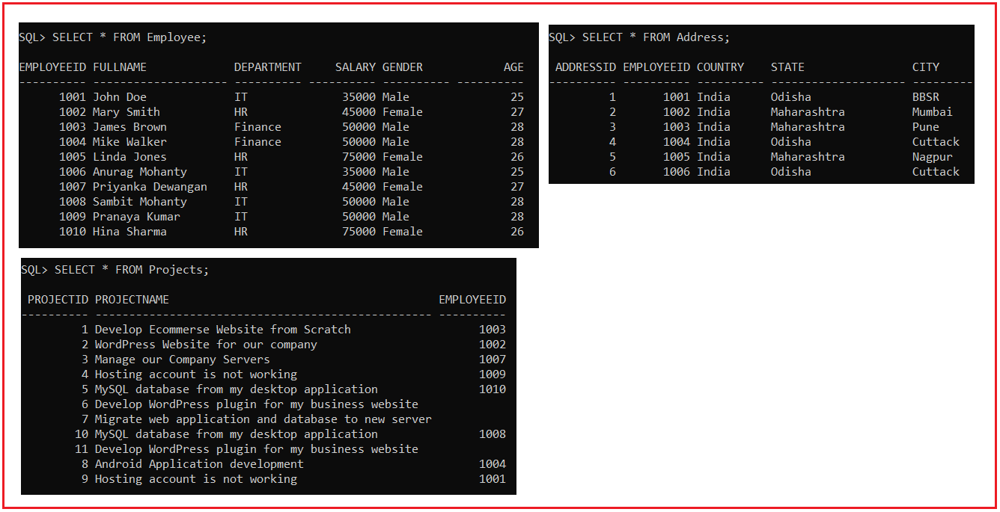 SQL> SELECT * FROM Employee;
EMPLOYEEID FULLNAME DEPARTMENT SALARY GENDER AGE
---------- -------------------- ---------- ---------- ---------- ----------
1001 John Doe IT 35000 Male 25
1002 Mary Smith HR 45000 Female 27
1003 James Brown Finance 50000 Male 28
1004 Mike Walker Finance 50000 Male 28
1005 Linda Jones HR 75000 Female 26
1006 Anurag Mohanty IT 35000 Male 25
1007 Priyanka Dewangan HR 45000 Female 27
1008 Sambit Mohanty IT 50000 Male 28
1009 Pranaya Kumar IT 50000 Male 28
1010 Hina Sharma HR 75000 Female 26
SQL> SELECT * FROM Address;
ADDRESSID EMPLOYEEID COUNTRY STATE CITY
---------- ---------- ---------- -------------------- ---------
1 1001 India Odisha BBSR
2 1002 India Maharashtra Mumbai
3 1003 India Maharashtra Pune
4 1004 India Odisha Cuttack
5 1005 India Maharashtra Nagpur
6 1006 India Odisha Cuttack
SQL> SELECT * FROM Projects;
PROJECTID PROJECTNAME EMPLOYEEID
---------- -------------------------------------------------- ----------
1 Develop Ecommerse Website from Scratch 1003
2 WordPress Website for our company 1002
3 Manage our Company Servers 1007
4 Hosting account is not working 1009
5 MySQL database from my desktop application 1010
6 Develop WordPress plugin for my business website
7 Migrate web application and database to new server
10 MySQL database from my desktop application 1008
11 Develop WordPress plugin for my business website
8 Android Application development 1004
9 Hosting account is not working 1001